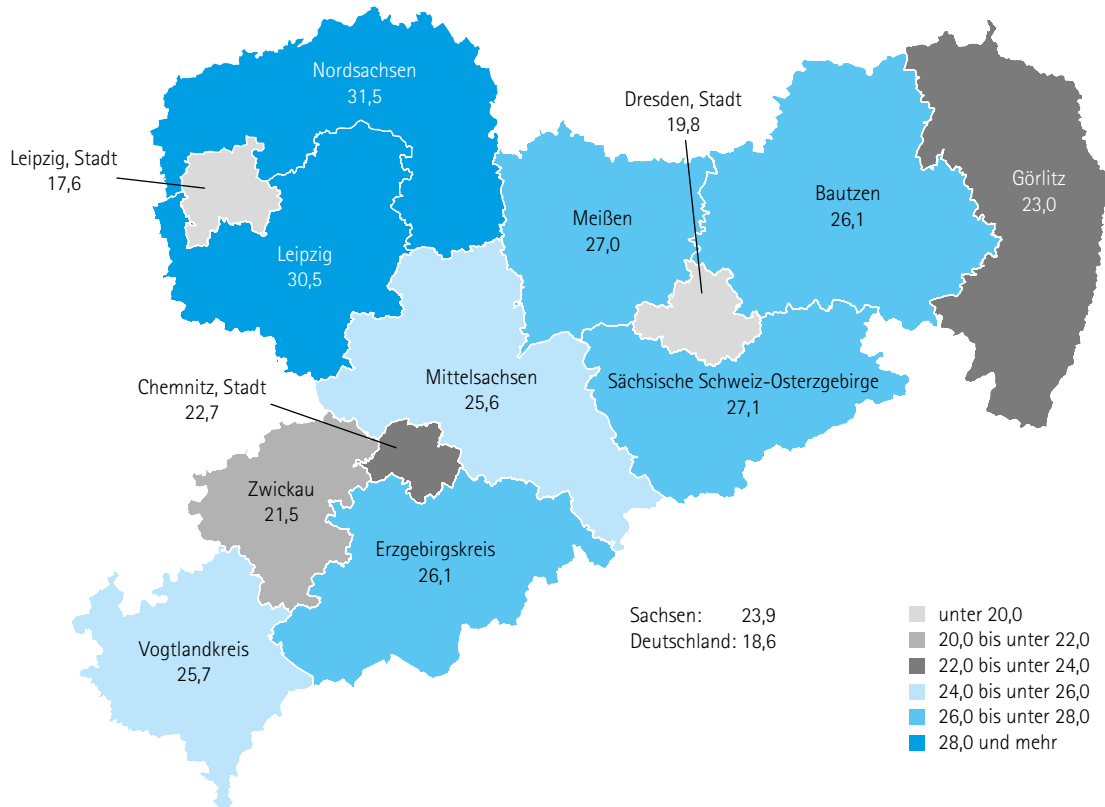 Nordsachsen
31,5
Dresden, Stadt
19,8
Leipzig, Stadt
17,6
Görlitz
23,0
Bautzen
26,1
Meißen
27,0
Leipzig
30,5
Mittelsachsen
25,6
Sächsische Schweiz-Osterzgebirge
27,1
Chemnitz, Stadt
22,7
Zwickau
21,5
Erzgebirgskreis
26,1
Vogtlandkreis
25,7
Sachsen: 23,9
Deutschland: 18,6
unter 20,0
20,0 bis unter 22,0
22,0 bis unter 24,0
24,0 bis unter 26,0
26,0 bis unter 28,0
28,0 und mehr